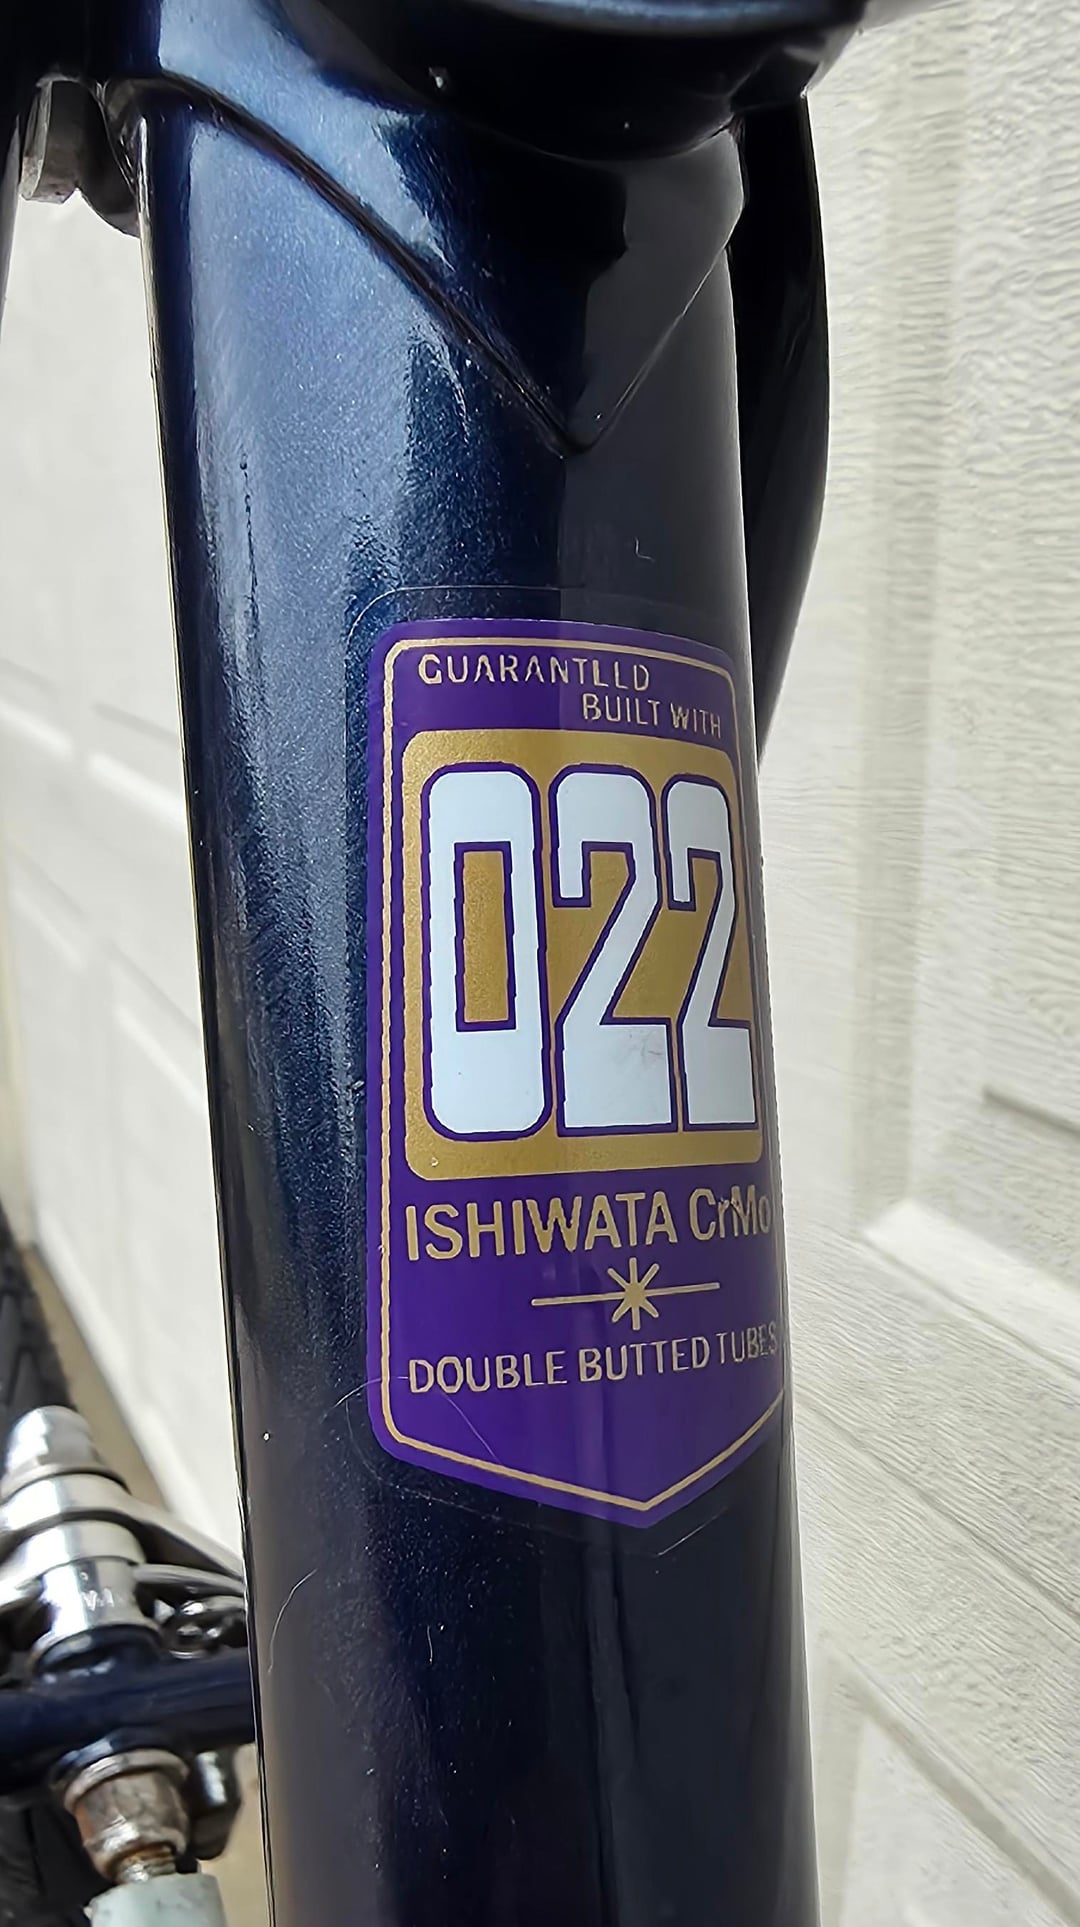 GUARANTLLD
BUILT WITH
022
ISHIWATA CrMo
DOUBLE BUTTED TUBES